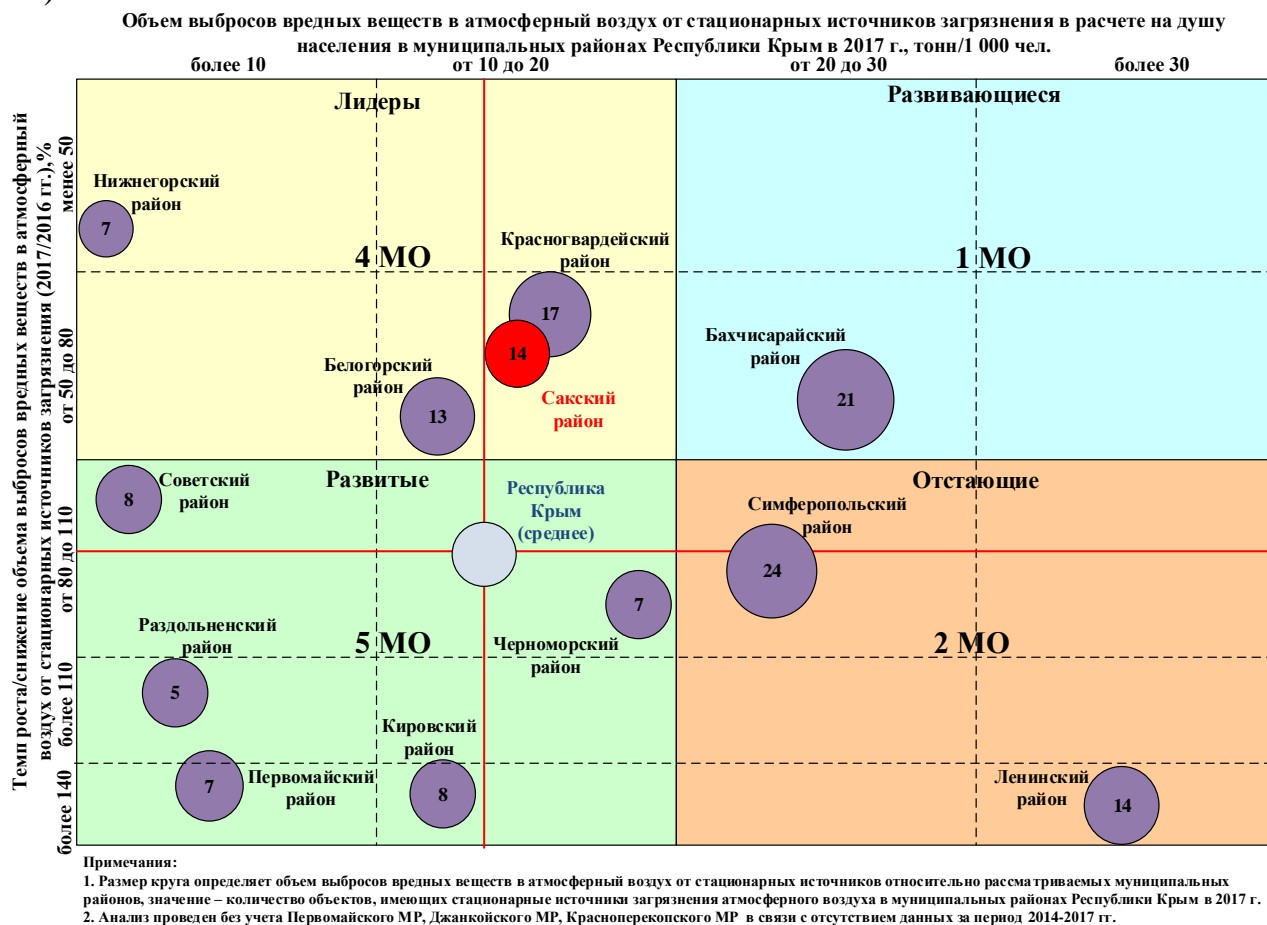 )
Объем выбросов вредных веществ в атмосферный воздух от стационарных источников загрязнения в расчете на душу
населения в муниципальных районах Республики Крым в 2017 г., тонн/1 000 чел.
более 10
от 10 до 20
от 20 до 30
более 30
Темп роста/снижение объема выбросов вредных веществ в атмосферный
воздух от стационарных источников загрязнения (2017/2016 гг.),%
менее 50
от 50 до 80
от 80 до 110
более 110
более 140
Лидеры
Развивающиеся
Нижнегорский
район
7
4 МО
Красногвардейский
район
17
1 МО
14
Сакский
район
Белогорский
район
13
Бахчисарайский
район
21
Развитые
Отстающие
Советский
район
8
Республика
Крым
(среднее)
Симферопольский
район
24
7
Черноморский
район
Раздольненский
район
5
5 МО
2 МО
Кировский
район
8
7
Первомайский
район
Ленинский
район
14
Примечания:
1. Размер круга определяет объем выбросов вредных веществ в атмосферный воздух от стационарных источников относительно рассматриваемых муниципальных
районов, значение – количество объектов, имеющих стационарные источники загрязнения атмосферного воздуха в муниципальных районах Республики Крым в 2017 г.
2. Анализ проведен без учета Первомайского МР, Джанкойского МР, Красноперекопского МР в связи с отсутствием данных за период 2014-2017 гг.